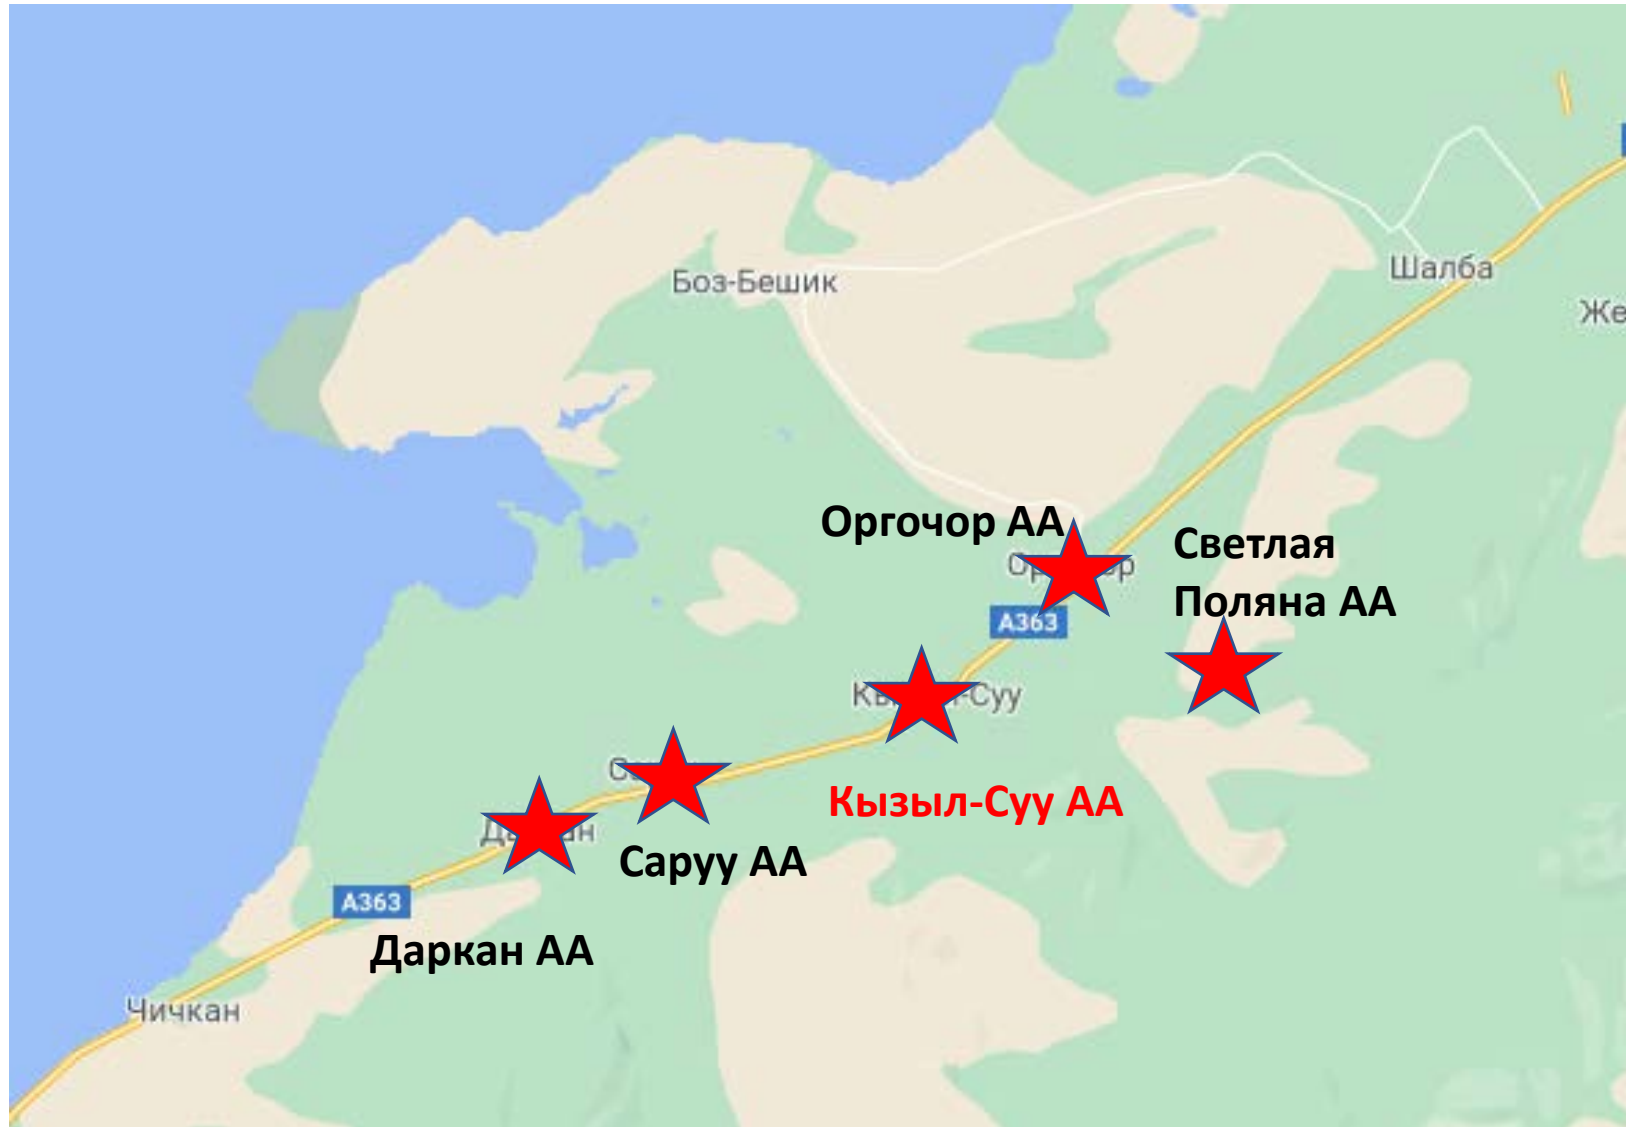 Боз-Бешик
Шалба
Же
Оргочор АА
Светлая
Поляна АА
А363
Кызыл-Суу АА
Саруу АА
А363
Даркан АА
Чичкан